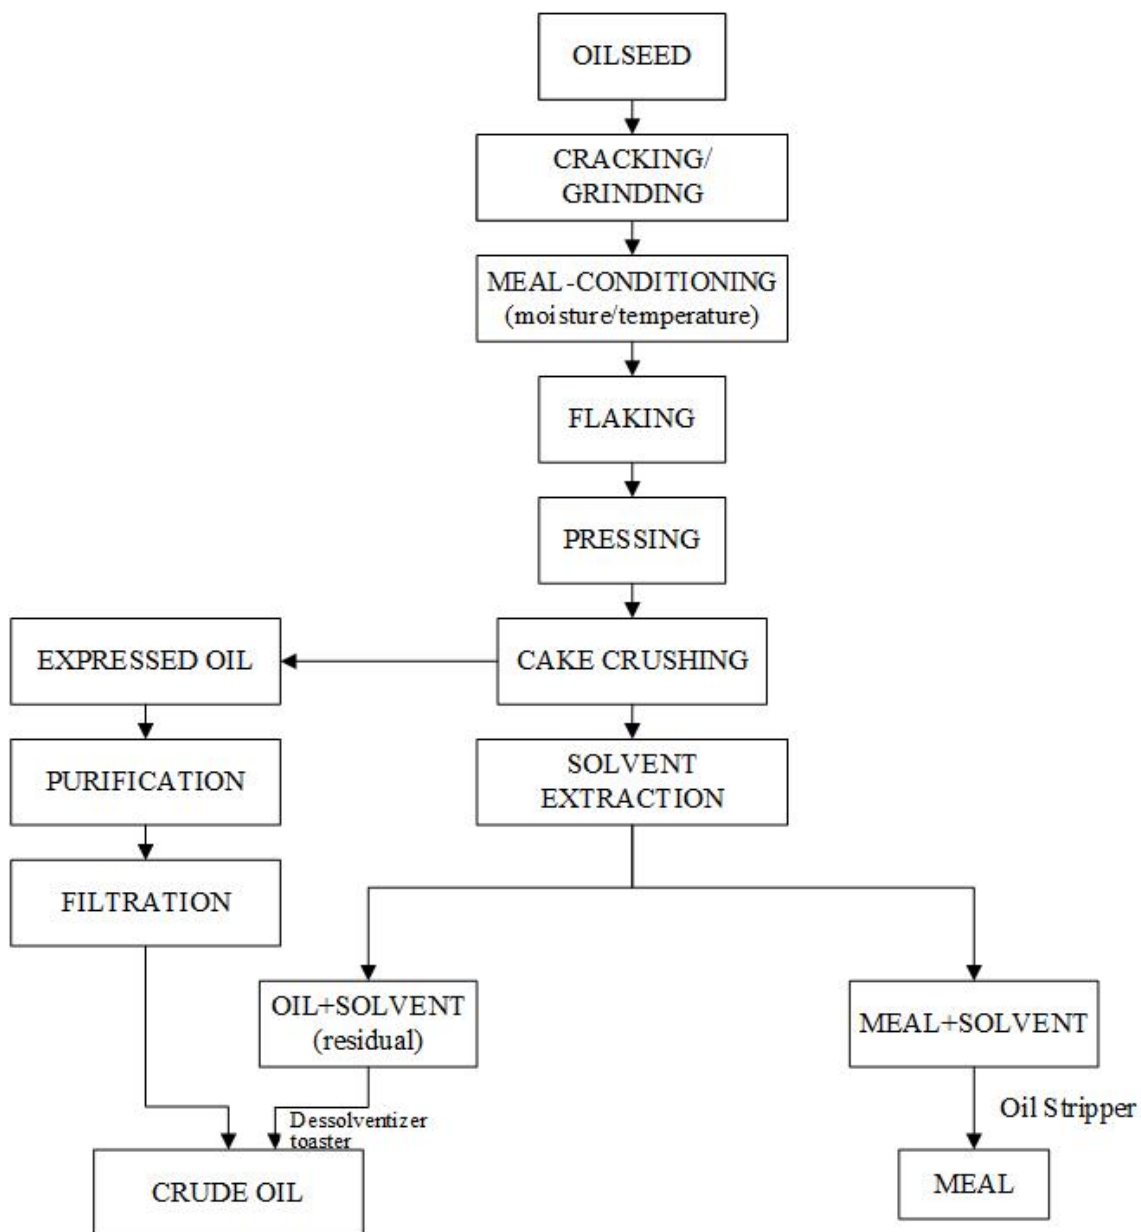 OILSEED
CRACKING/
GRINDING
MEAL-CONDITIONING
(moisture/temperature)
FLAKING
PRESSING
EXPRESSED OIL
CAKE CRUSHING
PURIFICATION
SOLVENT
EXTRACTION
FILTRATION
OIL+SOLVENT
(residual)
MEAL+SOLVENT
Dessolventizer
toaster
Oil Stripper
CRUDE OIL
MEAL